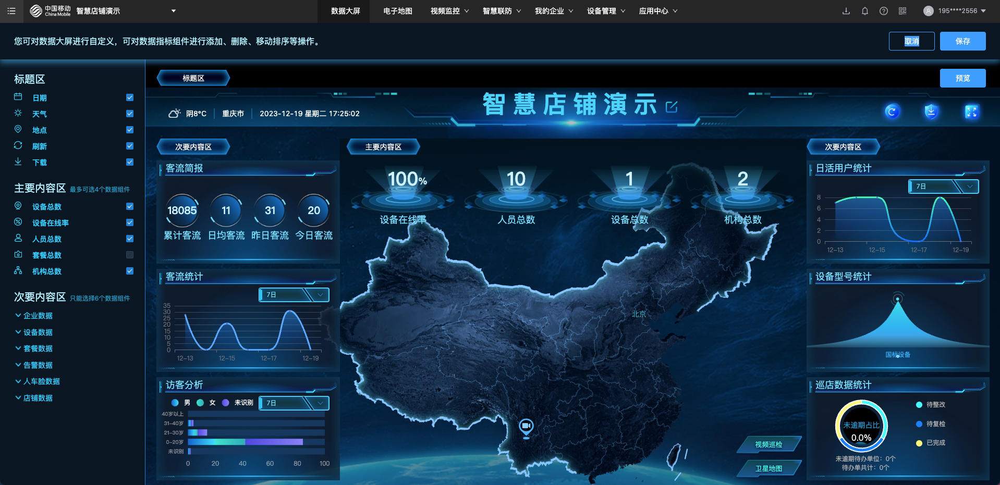 中国移动
China Mobile
智慧店铺演示
数据大屏
电子地图
视频监控
智慧联防
我的企业
设备管理
应用中心
195****2556
您可对数据大屏进行自定义，可对数据指标组件进行添加、删除、移动排序等操作。
取消
保存
标题区
日期
天气
地点
刷新
下载
主要内容区 最多可选4个数据组件
设备总数
设备在线率
人员总数
套餐总数
机构总数
次要内容区 只能选择6个数据组件
企业数据
设备数据
套餐数据
告警数据
人车脸数据
店铺数据
标题区
预览
阴8°C
重庆市
2023-12-19 星期二 17:25:02
智慧店铺演示
次要内容区
客流简报
18085
11
31
20
累计客流
日均客流
昨日客流
今日客流
客流统计
7日
35
30
25
20
15
10
5
0
12-13
12-15
12-17
12-19
访客分析
男
女
未识别
7日
40岁以上
31-40岁
21-30岁
0-20岁
未识别
0
20
40
60
80
100
主要内容区
100%
10
1
2
设备在线率
人员总数
设备总数
机构总数
北京
视频巡检
卫星地图
次要内容区
日活用户统计
7日
8
6
4
2
0
12-13
12-15
12-17
12-19
设备型号统计
国标设备
巡店数据统计
未逾期占比
0.0%
待整改
待复检
已完成
未逾期待办单位：0个
待办单共计：0个